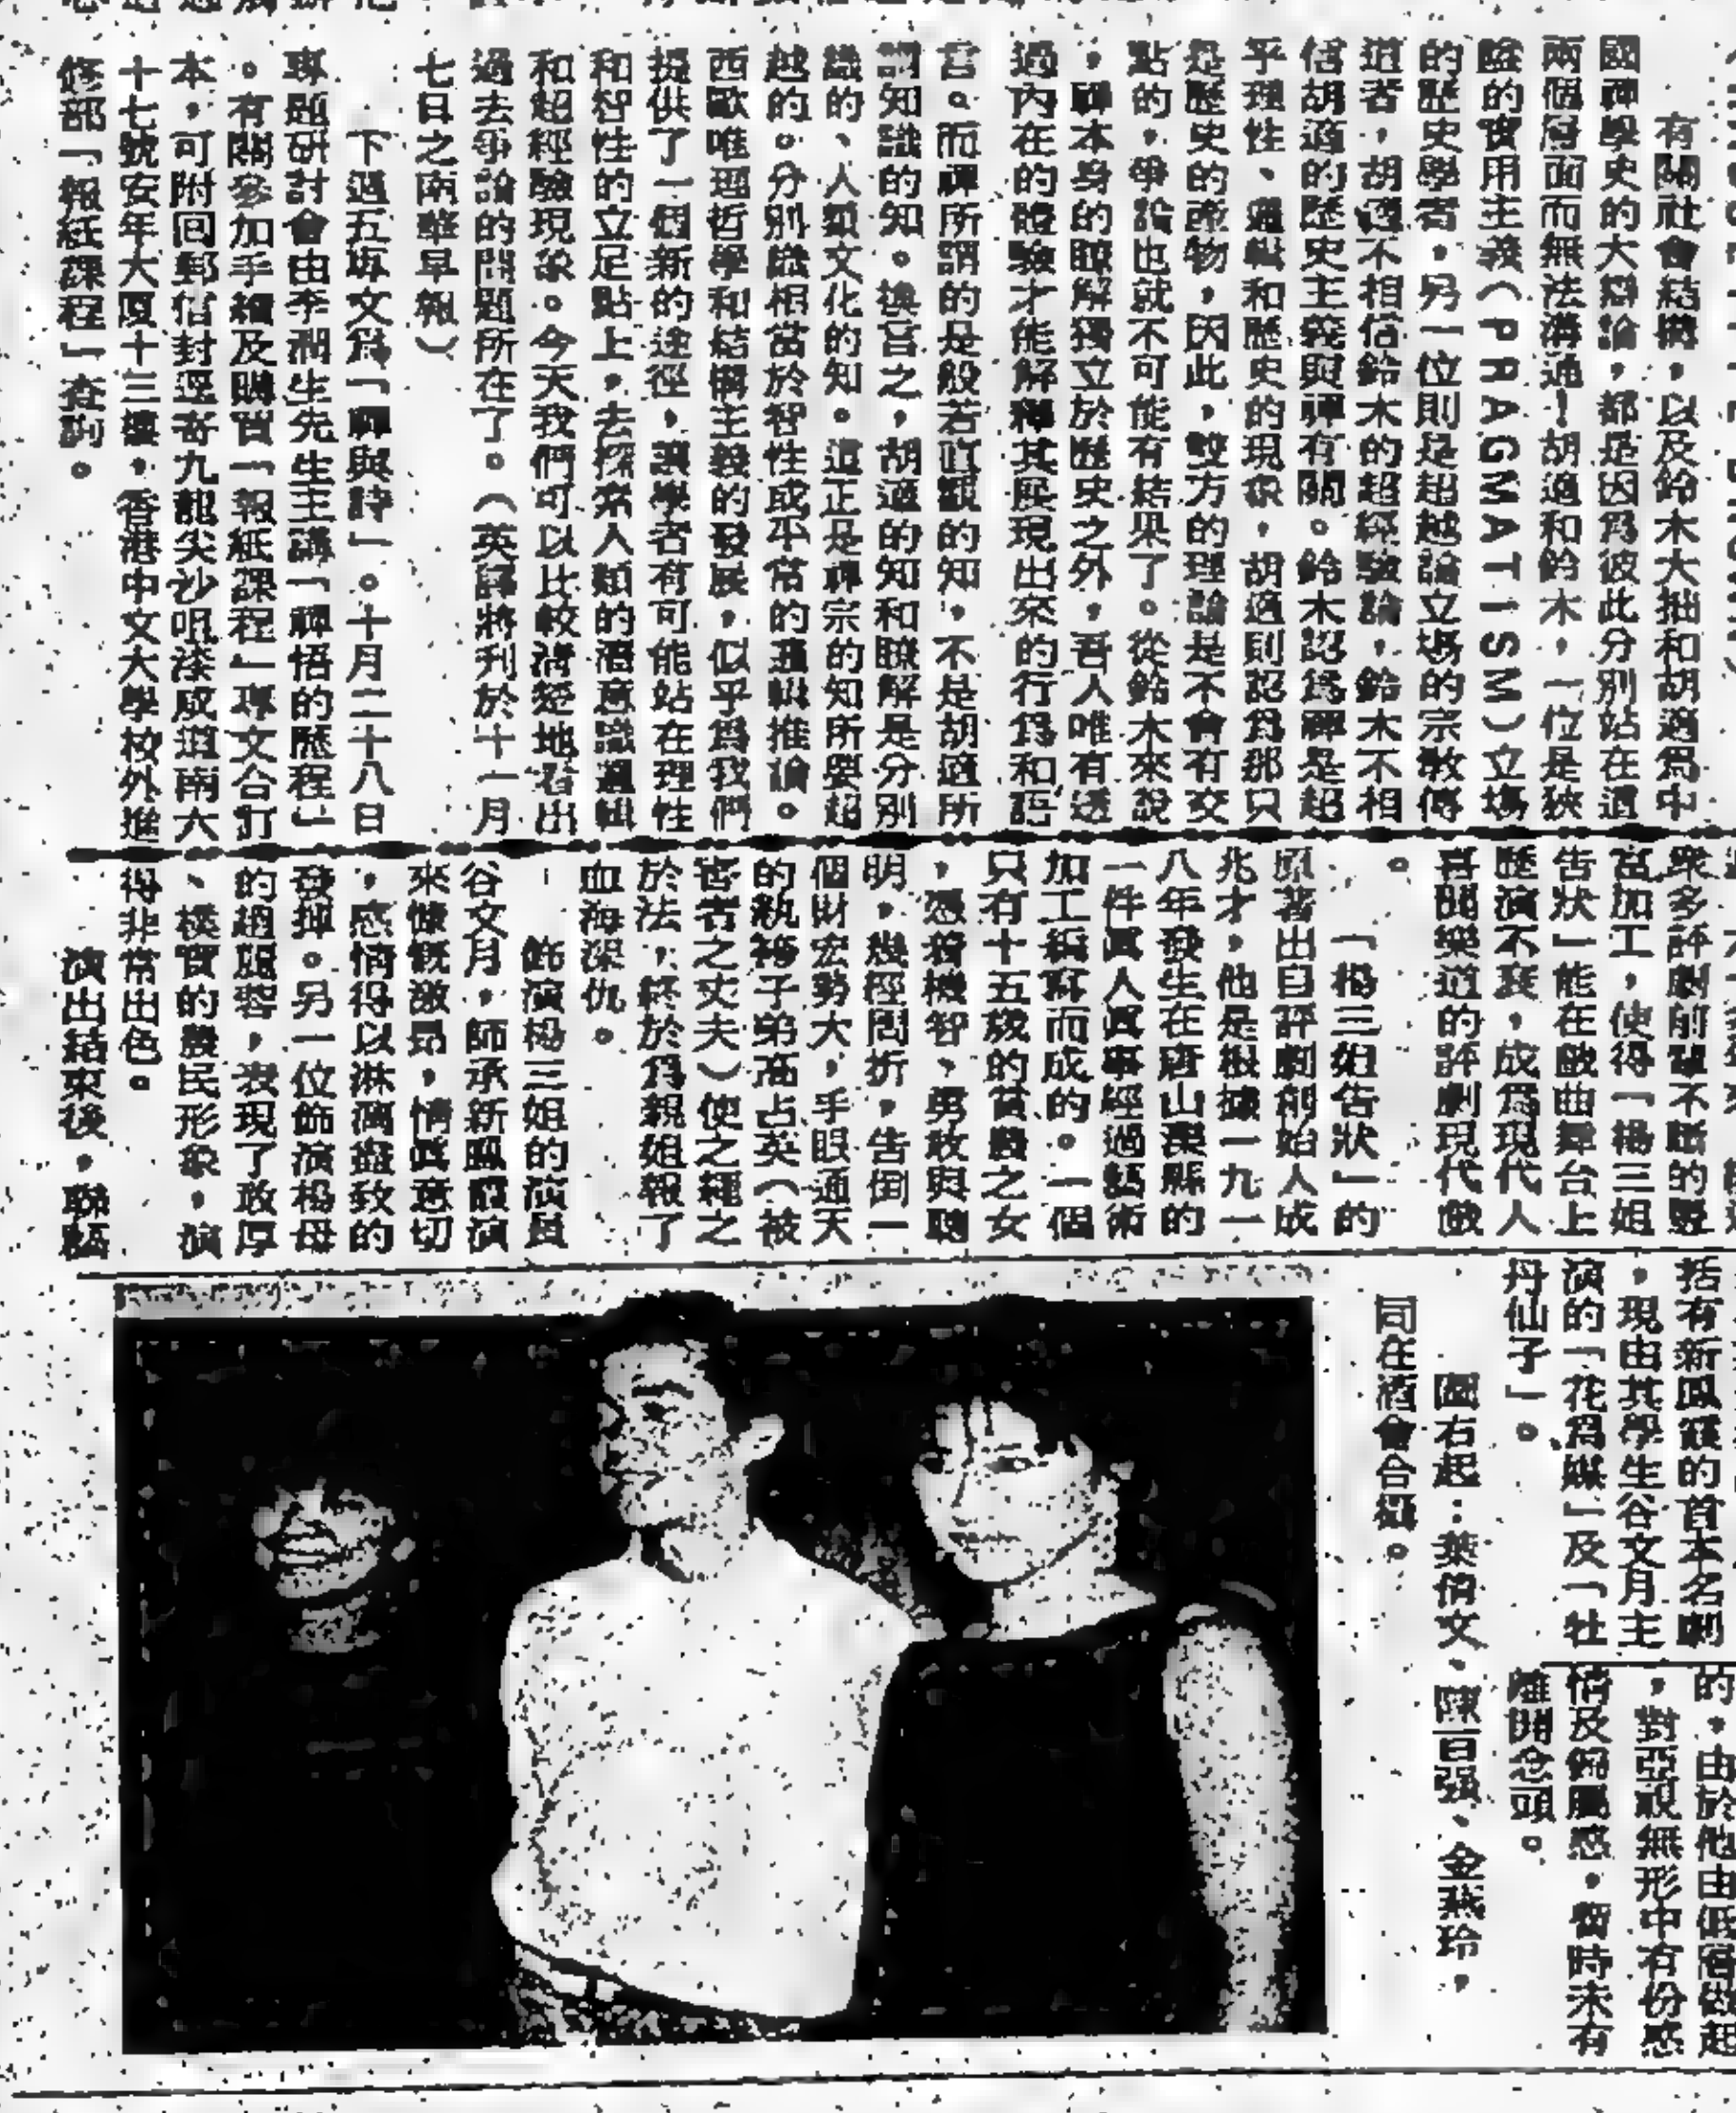 有關社會結構，以及鈴木大拙和胡適爲中
國禪學史的大辯論，都是因爲彼此分別站在這
兩個層面而無法溝通！胡適和鈴木，一位是狹
隘的實用主義（PRAGMATISM）立場
的歷史學者，另一位則是超越論立場的宗教傳
道者，胡適不相信鈴木的超經驗論，鈴木不相
信胡適的歷史主義與禪有關。鈴木認爲禪是超
乎理性、邏輯和歷史的現象，胡適則認爲那只
是歷史的產物，因此，雙方的理論是不會有交
點的，爭論也就不可能有結果了。從鈴木來說
，禪本身的瞭解獨立於歷史之外，吾人唯有透
過內在的體驗才能解釋其展現出來的行爲和語
言。而禪所謂的是般若直觀的知，不是胡適所
謂知識的知。換言之，胡適的知和瞭解是分別
識的、人類文化的知。這正是禪宗的知所要超
越的。分別識相當於智性或平常的邏輯推論。
西歐唯理哲學和結構主義的發展，似乎爲我們
提供了一個新的途徑，讓學者有可能站在理性
和智性的立足點上，去探索人類的潛意識邏輯
和超經驗現象。今天我們可以比較清楚地看出
過去爭論的問題所在了。（英譯將刊於十一月
七日之南華早報）
下週五專文爲「禪與詩」。十月二十八日
專題研討會由李潤生先生主講「禪悟的歷程」
。有關參加手續及購買「報紙課程」專文合訂
本，可附回郵信封逕寄九龍尖沙咀漆咸道南六
十七號安年大廈十三樓，香港中文大學校外進
修部「報紙課程」查詢。
衆多評劇前輩不斷的豐
富加工，使得「楊三姐
告狀」能在戲曲舞台上
歷演不衰，成爲現代人
喜聞樂道的評劇現代戲
。
「楊三姐告狀」的
原著出自評劇創始人成
兆才，他是根據一九一
八年發生在唐山灤縣的
一件眞人眞事經過藝術
加工編寫而成的。一個
只有十五歲的貧農之女
，憑着機智、勇敢與聰
明，幾經周折，告倒一
個財宏勢大，手眼通天
的紈袴子弟高占英（被
害者之丈夫）使之繩之
於法，終於爲親姐報了
血海深仇。
飾演楊三姐的演員
谷文月，師承新鳳霞演
來慷慨激昂，情眞意切
，感情得以淋漓盡致的
發揮。另一位飾演楊母
的趙麗蓉，表現了敢厚
、樸實的農民形象，演
得非常出色。
演出結束後，聯藝
括有新鳳霞的首本名劇
，現由其學生谷文月主
演的「花爲媒」及「牡
丹仙子」。
圖右起：葉倩文、陳百強、金燕玲，
同在酒會合攝。
的，由於他由低層做起
，對亞視無形中有份感
情及歸屬感，暫時未有
離開念頭。